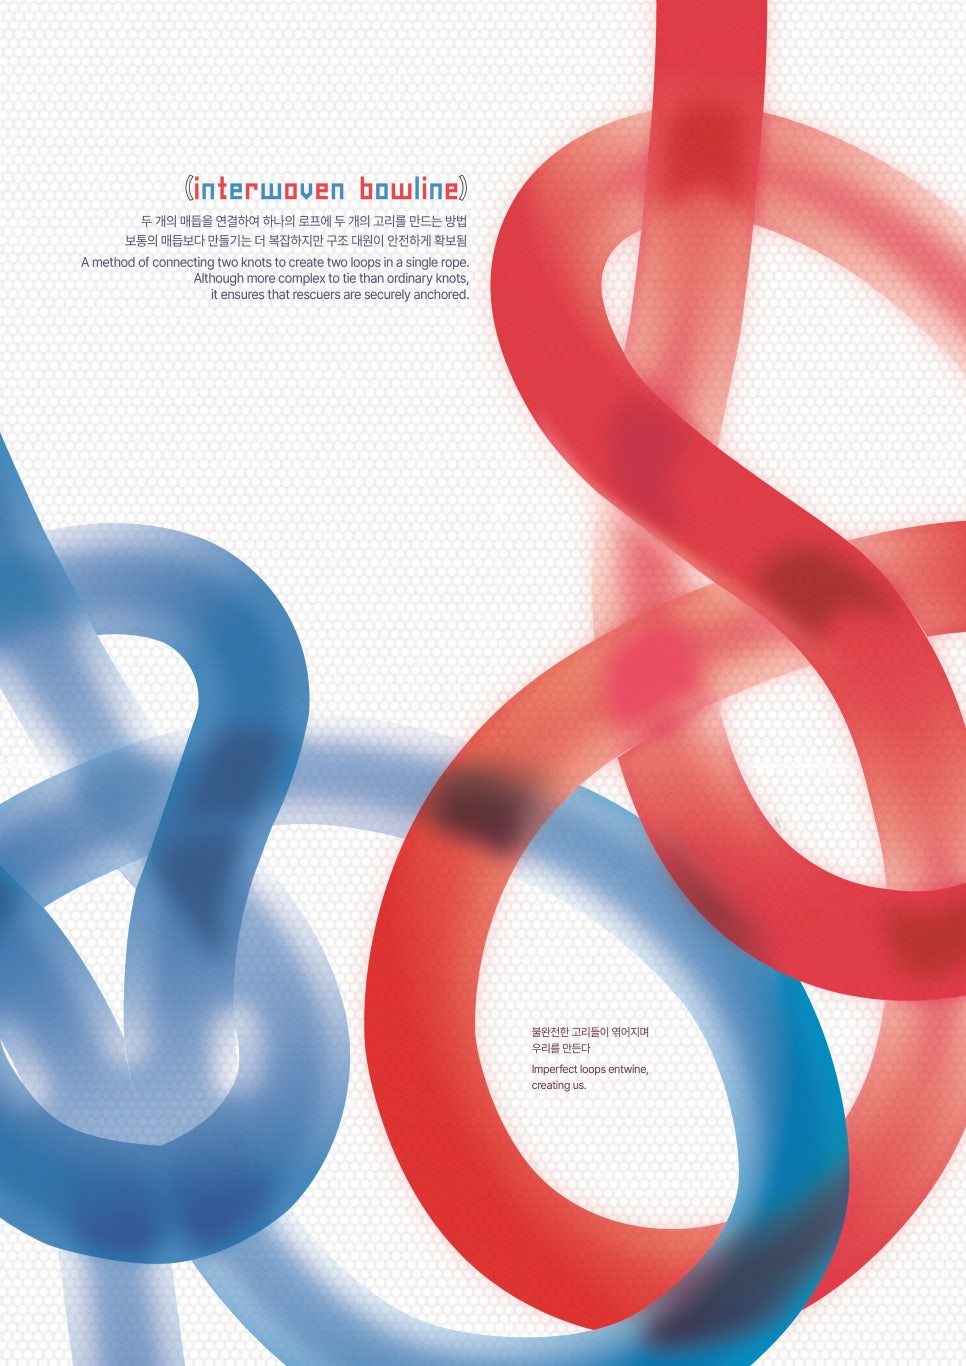 (interwoven bowline)
두 개의 매듭을 연결하여 하나의 로프에 두 개의 고리를 만드는 방법
보통의 매듭보다 만들기는 더 복잡하지만 구조 대원이 안전하게 확보됨
A method of connecting two knots to create two loops in a single rope.
Although more complex to tie than ordinary knots,
it ensures that rescuers are securely anchored.
불완전한 고리들이 엮어지며
우리를 만든다
Imperfect loops entwine,
creating us.